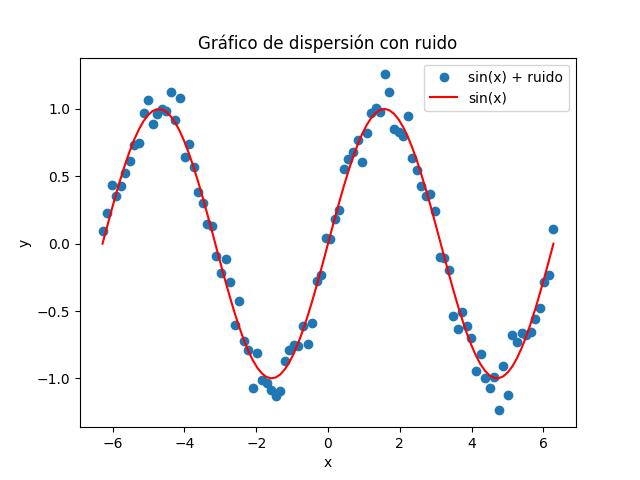 Gráfico de dispersión con ruido
sin(x) + ruido
sin(x)
y
1.0
0.5
0.0
−0.5
−1.0
−6 −4 −2 0 2 4 6
x